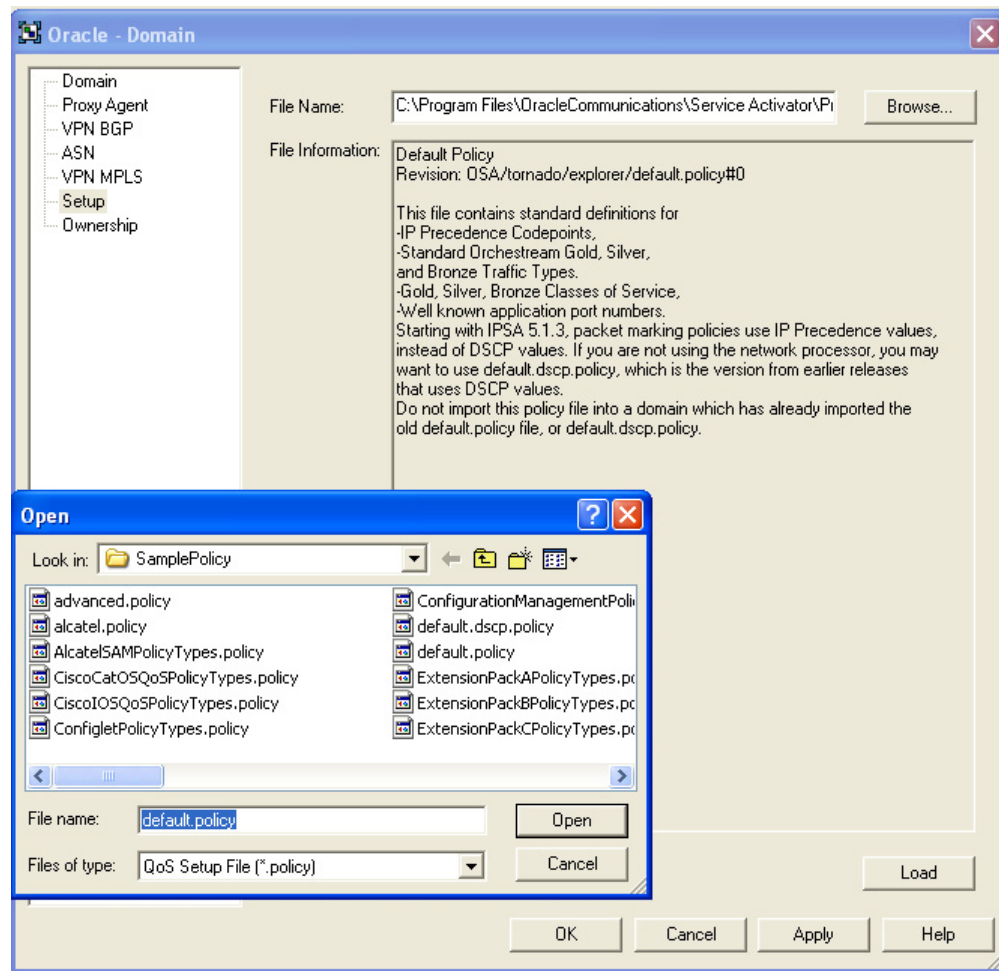 Oracle - Domain
Domain
Proxy Agent
VPN BGP
ASN
VPN MPLS
Setup
Ownership
File Name:
C:\Program Files\OracleCommunications\Service Activator\
Browse...
File Information:
Default Policy
Revision: OSA/tornado/explorer/default.policy#0
This file contains standard definitions for
-IP Precedence Codepoints,
-Standard Orchestream Gold, Silver,
and Bronze Traffic Types.
-Gold, Silver, Bronze Classes of Service,
-Well known application port numbers.
Starting with IPSA 5.1.3, packet marking policies use IP Precedence values,
instead of DSCP values. If you are not using the network processor, you may
want to use default.dscp.policy, which is the version from earlier releases
that uses DSCP values.
Do not import this policy file into a domain which has already imported the
old default.policy file, or default.dscp.policy.
Open
Look in:
SamplePolicy
advanced.policy
alcatel.policy
AlcatelSAMPolicyTypes.policy
CiscoCatOSQoSPolicyTypes.policy
CiscoIOSQoSPolicyTypes.policy
ConfigletPolicyTypes.policy
ConfigurationManagementPoli
default.dscp.policy
default.policy
ExtensionPackAPolicyTypes.po
ExtensionPackBPolicyTypes.po
ExtensionPackCPolicyTypes.po
File name:
default.policy
Open
Files of type:
QoS Setup File (*.policy)
Cancel
Load
OK
Cancel
Apply
Help